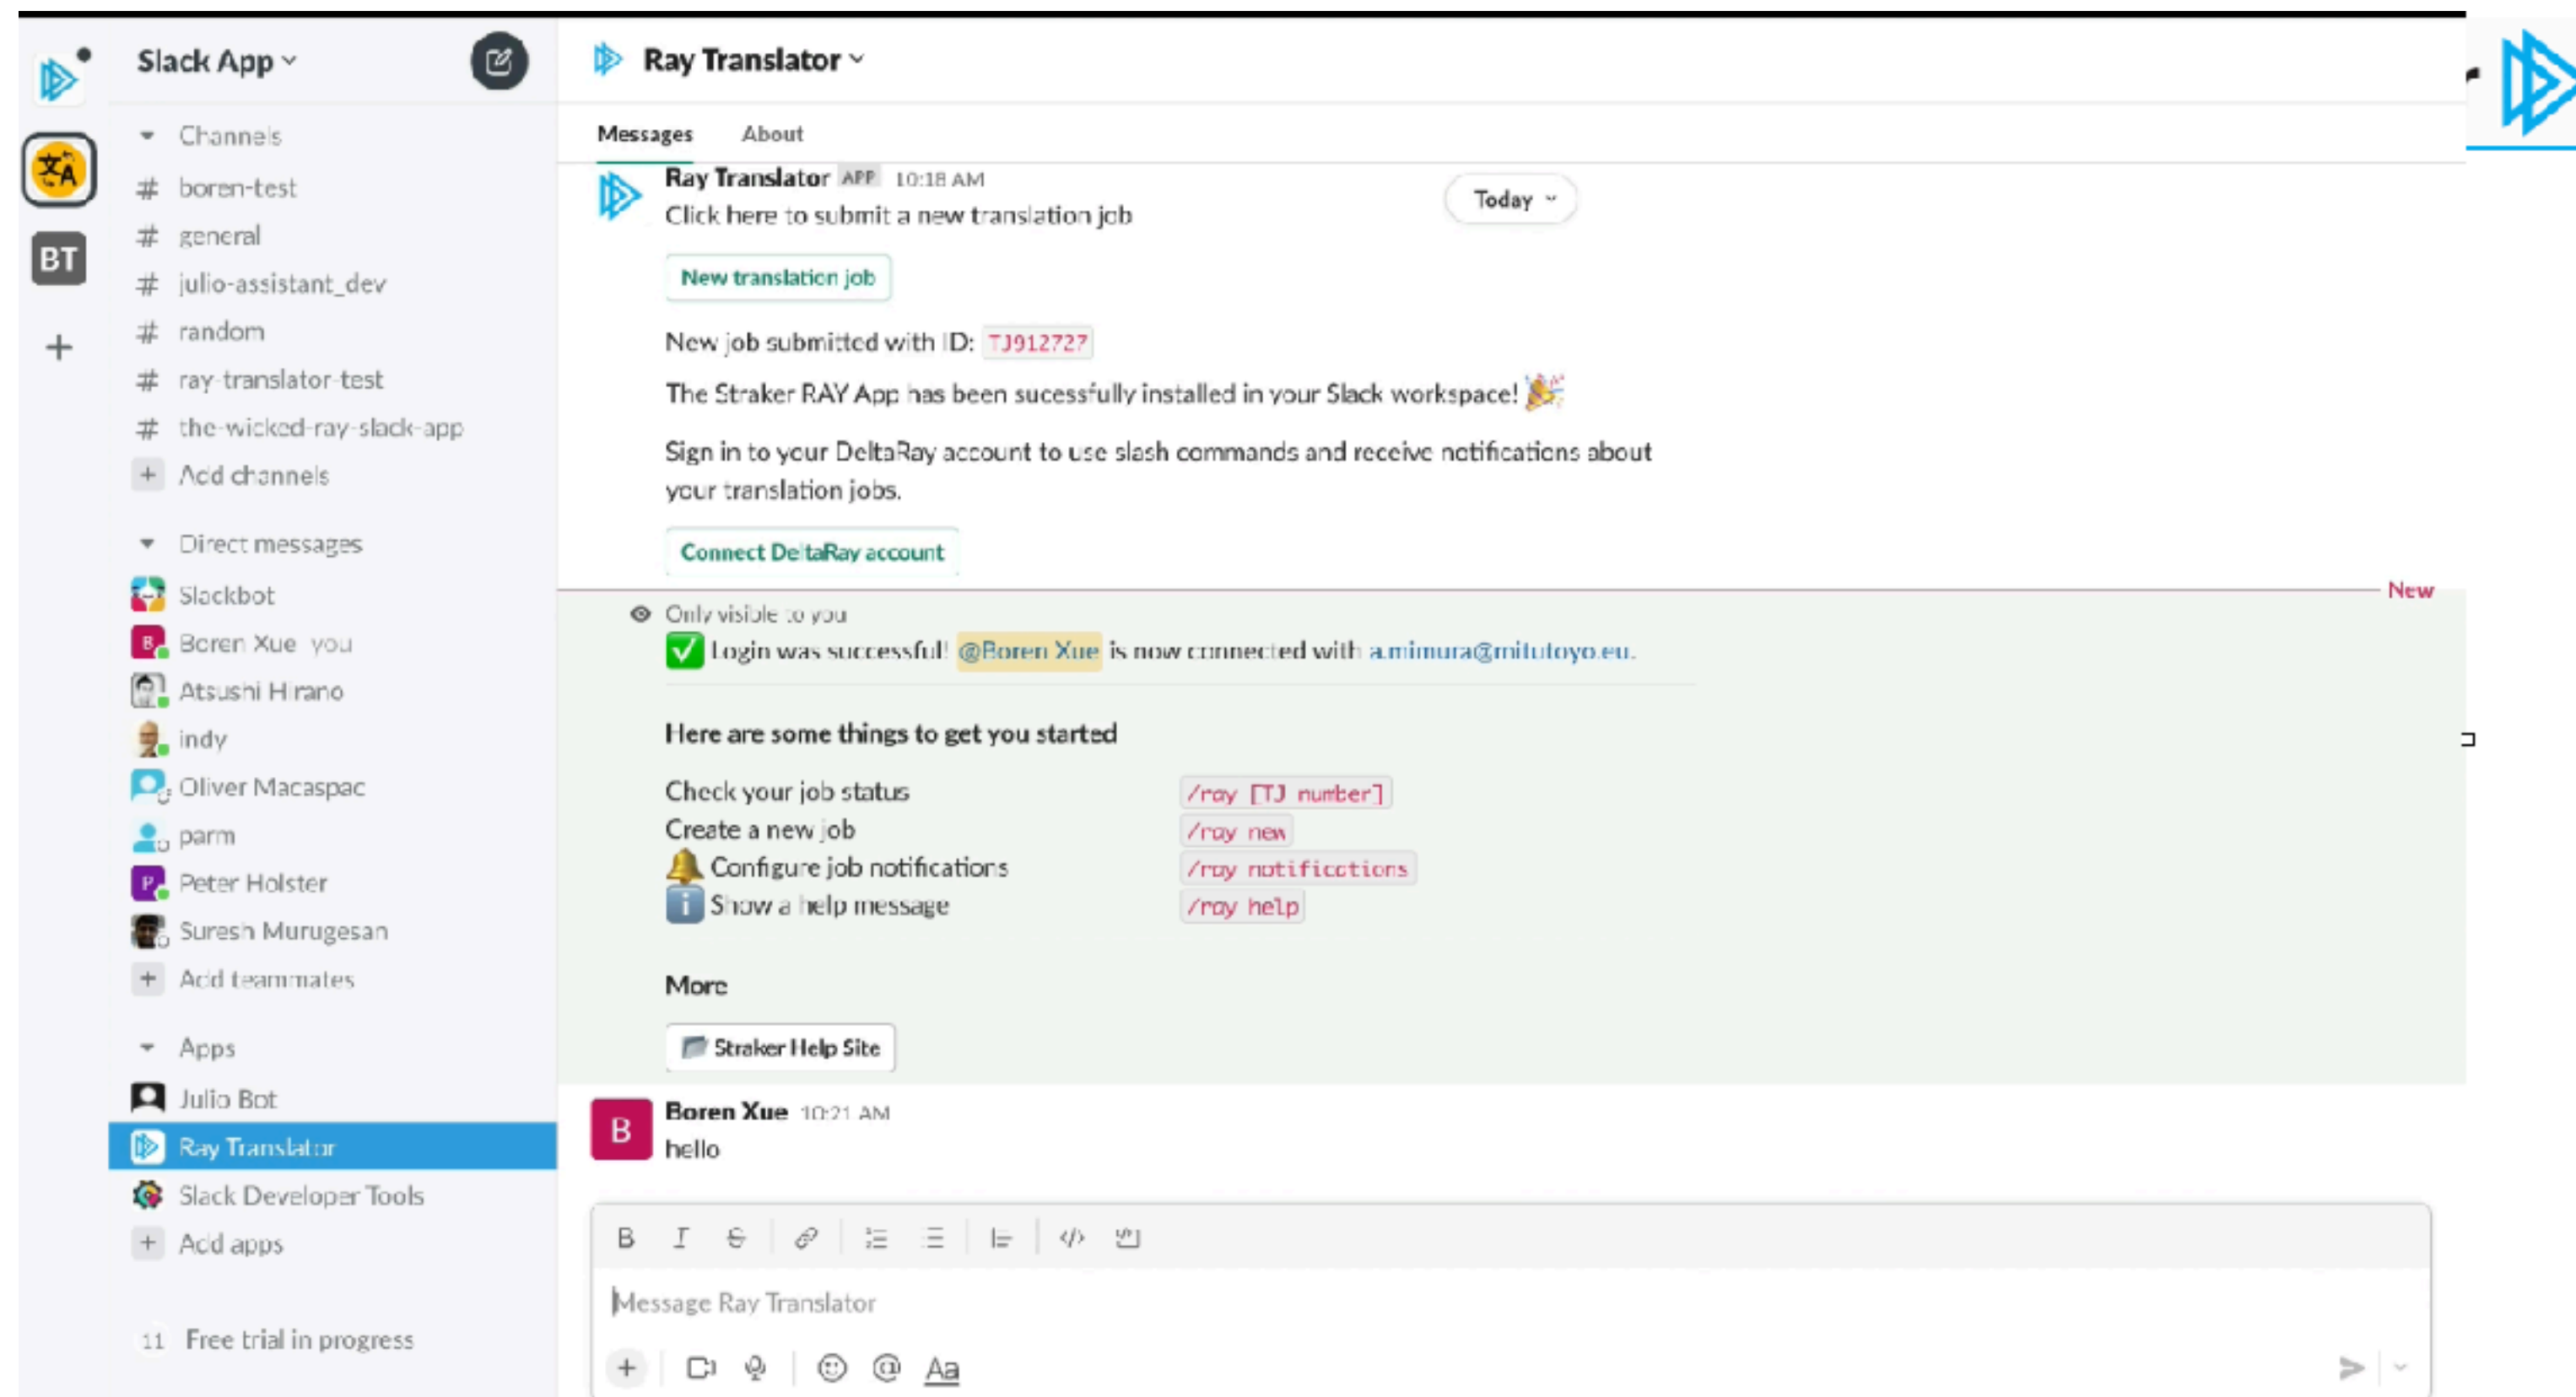 Slack App
Channels
# boren-test
# general
# julio-assistant_dev
# random
# ray-translator-test
# the-wicked-ray-slack-app
+ Add channels
Direct messages
Slackbot
B Boren Xue you
Atsushi Hirano
indy
Oliver Macaspac
parm
P Peter Holster
Suresh Murugesan
+ Add teammates
Apps
Julio Bot
Ray Translator
Slack Developer Tools
+ Add apps
11 Free trial in progress
文A
BT
+
Ray Translator
Messages About
Ray Translator APP 10:18 AM
Today
Click here to submit a new translation job
New translation job
New job submitted with ID: TJ912727
The Straker RAY App has been sucessfully installed in your Slack workspace! 🎉
Sign in to your DeltaRay account to use slash commands and receive notifications about
your translation jobs.
Connect DeltaRay account
New
Only visible to you
✅ Login was successful! @Boren Xue is now connected with a.mimura@mitutoyo.eu.
Here are some things to get you started
Check your job status /ray [TJ number]
Create a new job /ray new
🔔 Configure job notifications /ray notifications
ℹ️ Show a help message /ray help
More
Straker Help Site
B
Boren Xue 10:21 AM
hello
B I S
Message Ray Translator
+ @ Aa